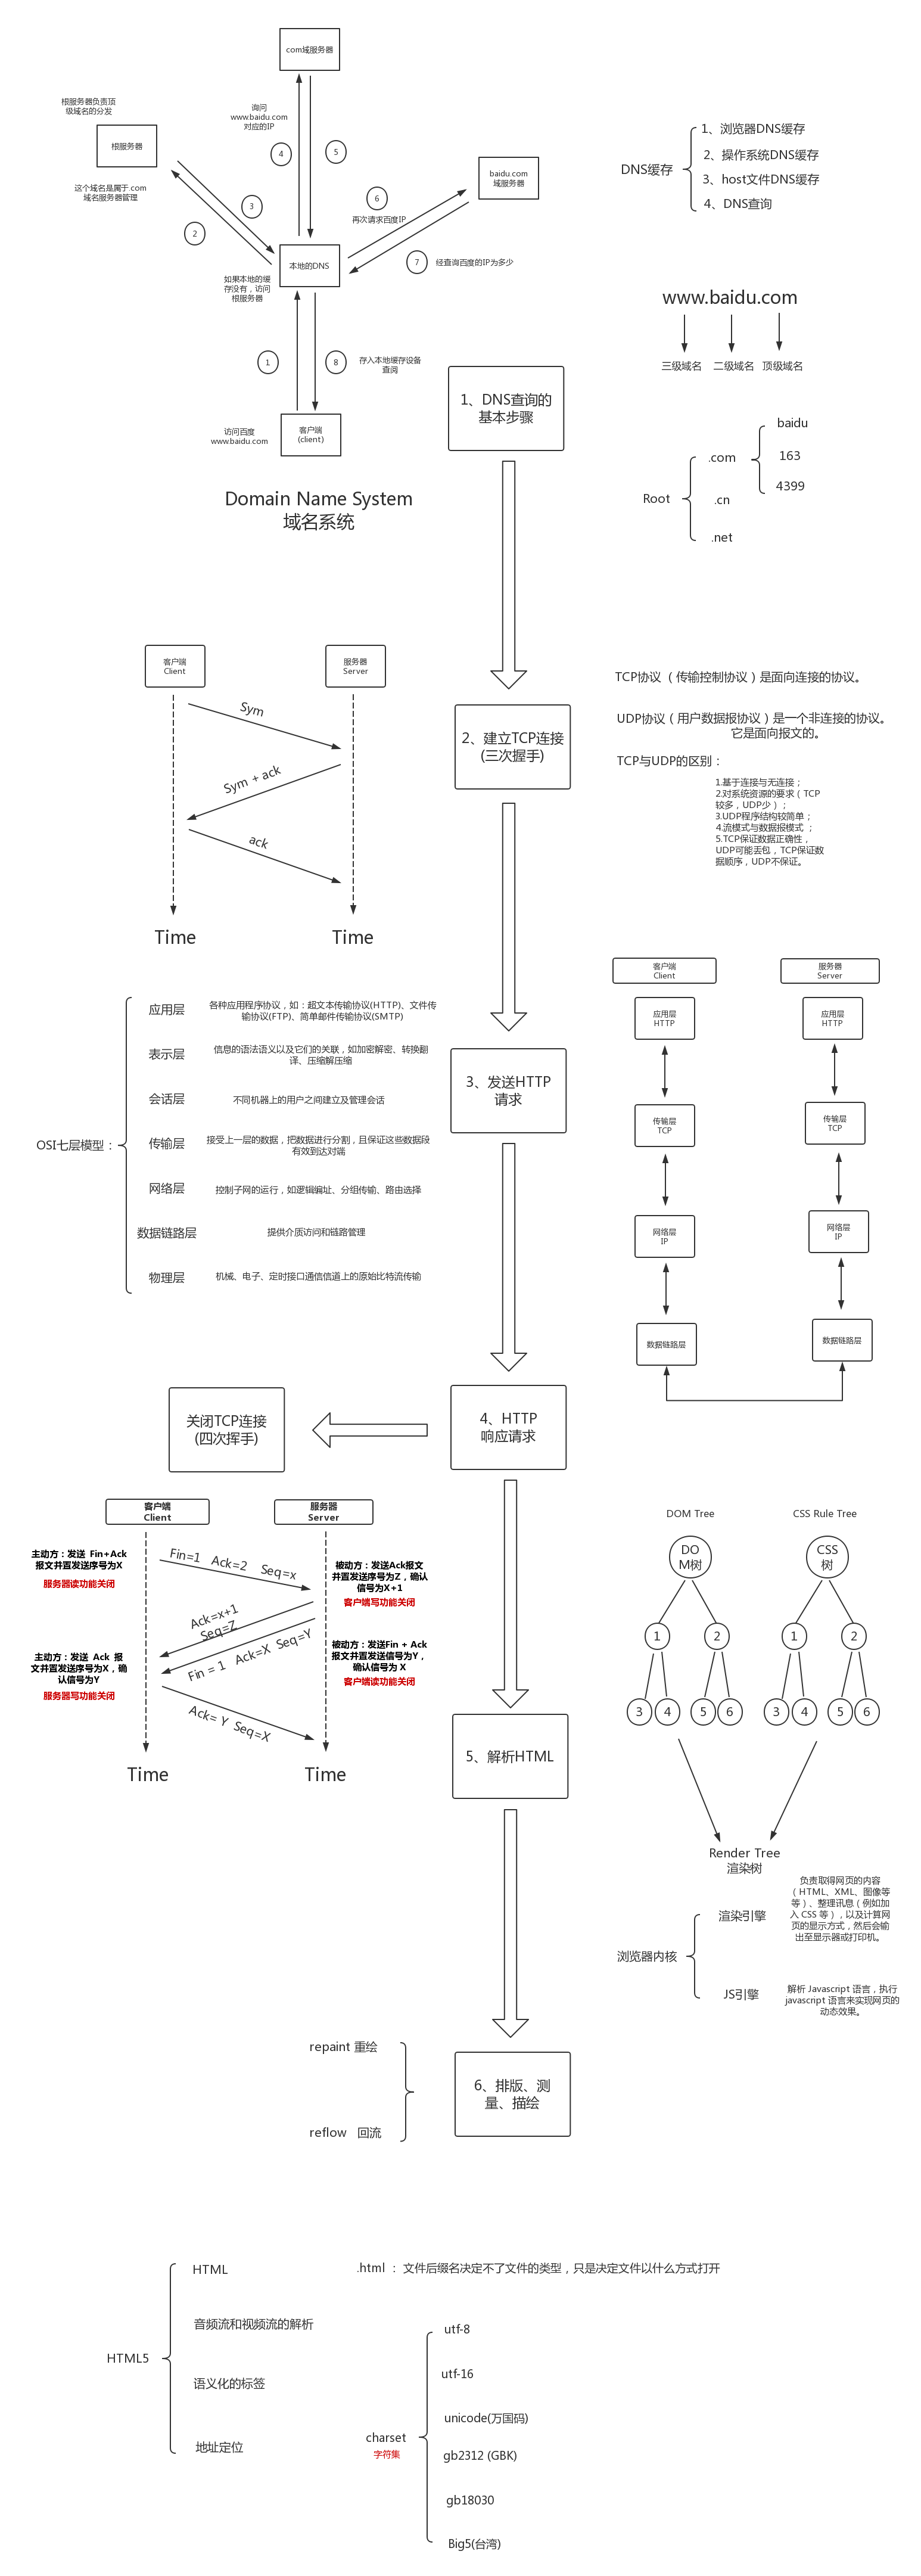 com域服务器
根服务器负责顶
级域名的分发
根服务器
这个域名是属于.com
域名服务器管理
询问
www.baidu.com
对应的IP
4
5
baidu.com
域服务器
6
再次请求百度IP
3
2
7
经查询百度的IP为多少
本地的DNS
如果本地的缓
存没有，访问
根服务器
1
8
存入本地缓存设备
查阅
访问百度
www.baidu.com
客户端
(client)
Domain Name System
域名系统
DNS缓存
1、浏览器DNS缓存
2、操作系统DNS缓存
3、host文件DNS缓存
4、DNS查询
www.baidu.com
三级域名
二级域名
顶级域名
Root
.com
.cn
.net
baidu
163
4399
1、DNS查询的
基本步骤
客户端
Client
服务器
Server
Sym
Sym + ack
ack
Time
Time
2、建立TCP连接
(三次握手)
TCP协议 （传输控制协议）是面向连接的协议。
UDP协议（用户数据报协议）是一个非连接的协议。
它是面向报文的。
TCP与UDP的区别：
1.基于连接与无连接；
2.对系统资源的要求（TCP
较多，UDP少）；
3.UDP程序结构较简单；
4.流模式与数据报模式 ；
5.TCP保证数据正确性，
UDP可能丢包，TCP保证数
据顺序，UDP不保证。
OSI七层模型：
应用层
各种应用程序协议，如：超文本传输协议(HTTP)、文件传
输协议(FTP)、简单邮件传输协议(SMTP)
表示层
信息的语法语义以及它们的关联，如加密解密、转换翻
译、压缩解压缩
会话层
不同机器上的用户之间建立及管理会话
传输层
接受上一层的数据，把数据进行分割，且保证这些数据段
有效到达对端
网络层
控制子网的运行，如逻辑编址、分组传输、路由选择
数据链路层
提供介质访问和链路管理
物理层
机械、电子、定时接口通信信道上的原始比特流传输
3、发送HTTP
请求
客户端
Client
服务器
Server
应用层
HTTP
应用层
HTTP
传输层
TCP
传输层
TCP
网络层
IP
网络层
IP
数据链路层
数据链路层
关闭TCP连接
(四次挥手)
4、HTTP
响应请求
客户端
Client
服务器
Server
主动方：发送 Fin+Ack
报文并置发送序号为X
服务器读功能关闭
Fin=1 Ack=2 Seq=x
被动方：发送Ack报文
并置发送序号为Z，确认
信号为X+1
客户端写功能关闭
Ack=x+1
Seq=Z
Fin = 1 Ack=X Seq=Y
被动方：发送Fin + Ack
报文并置发送信号为Y，
确认信号为 X
客户端读功能关闭
主动方：发送 Ack 报
文并置发送序号为X，确
认信号为Y
服务器写功能关闭
Ack= Y Seq=X
Time
Time
DOM Tree
CSS Rule Tree
DO
M树
CSS
树
1
2
1
2
3
4
5
6
3
4
5
6
Render Tree
渲染树
5、解析HTML
浏览器内核
渲染引擎
负责取得网页的内容
（HTML、XML、图像等
等）、整理讯息（例如加
入 CSS 等），以及计算网
页的显示方式，然后会输
出至显示器或打印机。
JS引擎
解析 Javascript 语言，执行
javascript 语言来实现网页的
动态效果。
repaint 重绘
reflow 回流
6、排版、测
量、描绘
HTML5
HTML
.html ： 文件后缀名决定不了文件的类型，只是决定文件以什么方式打开
音频流和视频流的解析
语义化的标签
地址定位
charset
字符集
utf-8
utf-16
unicode(万国码)
gb2312 (GBK)
gb18030
Big5(台湾)